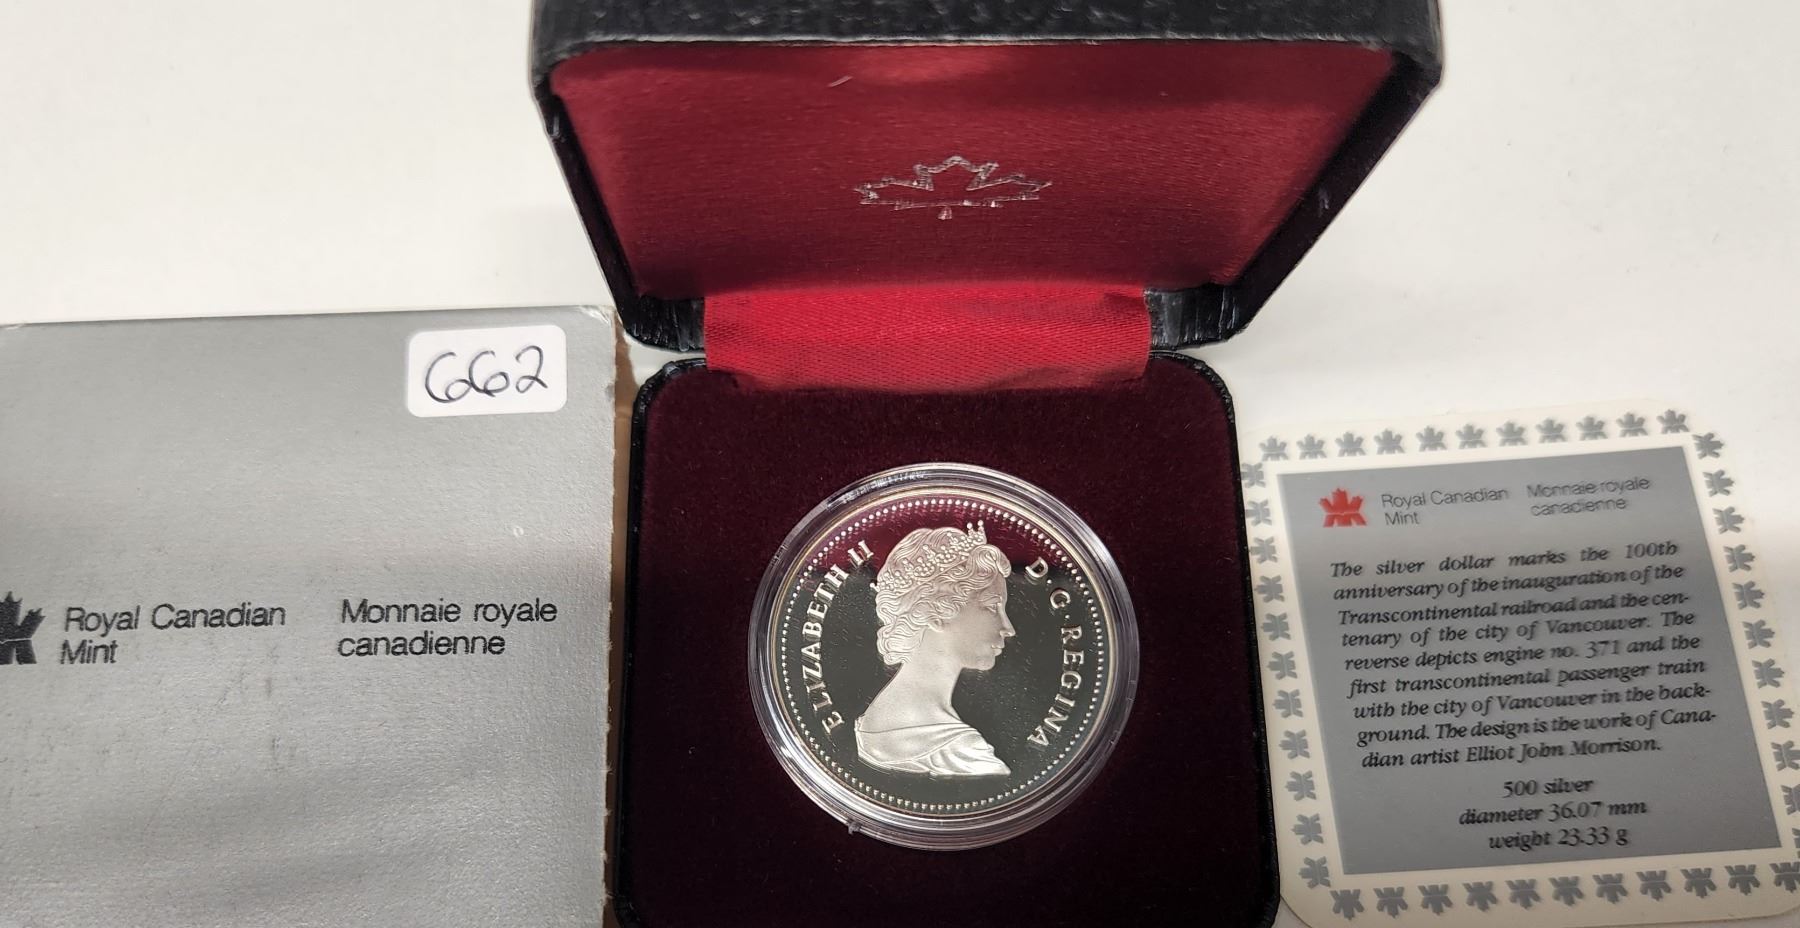 662
Royal Canadian Mint
Monnaie royale canadienne
ELIZABETH II D·G·REGINA
Royal Canadian Mint
Monnaie royale canadienne
The silver dollar marks the 100th
anniversary of the inauguration of the
Transcontinental railroad and the cen-
tenary of the city of Vancouver. The
reverse depicts engine no. 371 and the
first transcontinental passenger train
with the city of Vancouver in the back-
ground. The design is the work of Cana-
dian artist Elliot John Morrison.
500 silver
diameter 36.07 mm
weight 23.33 g